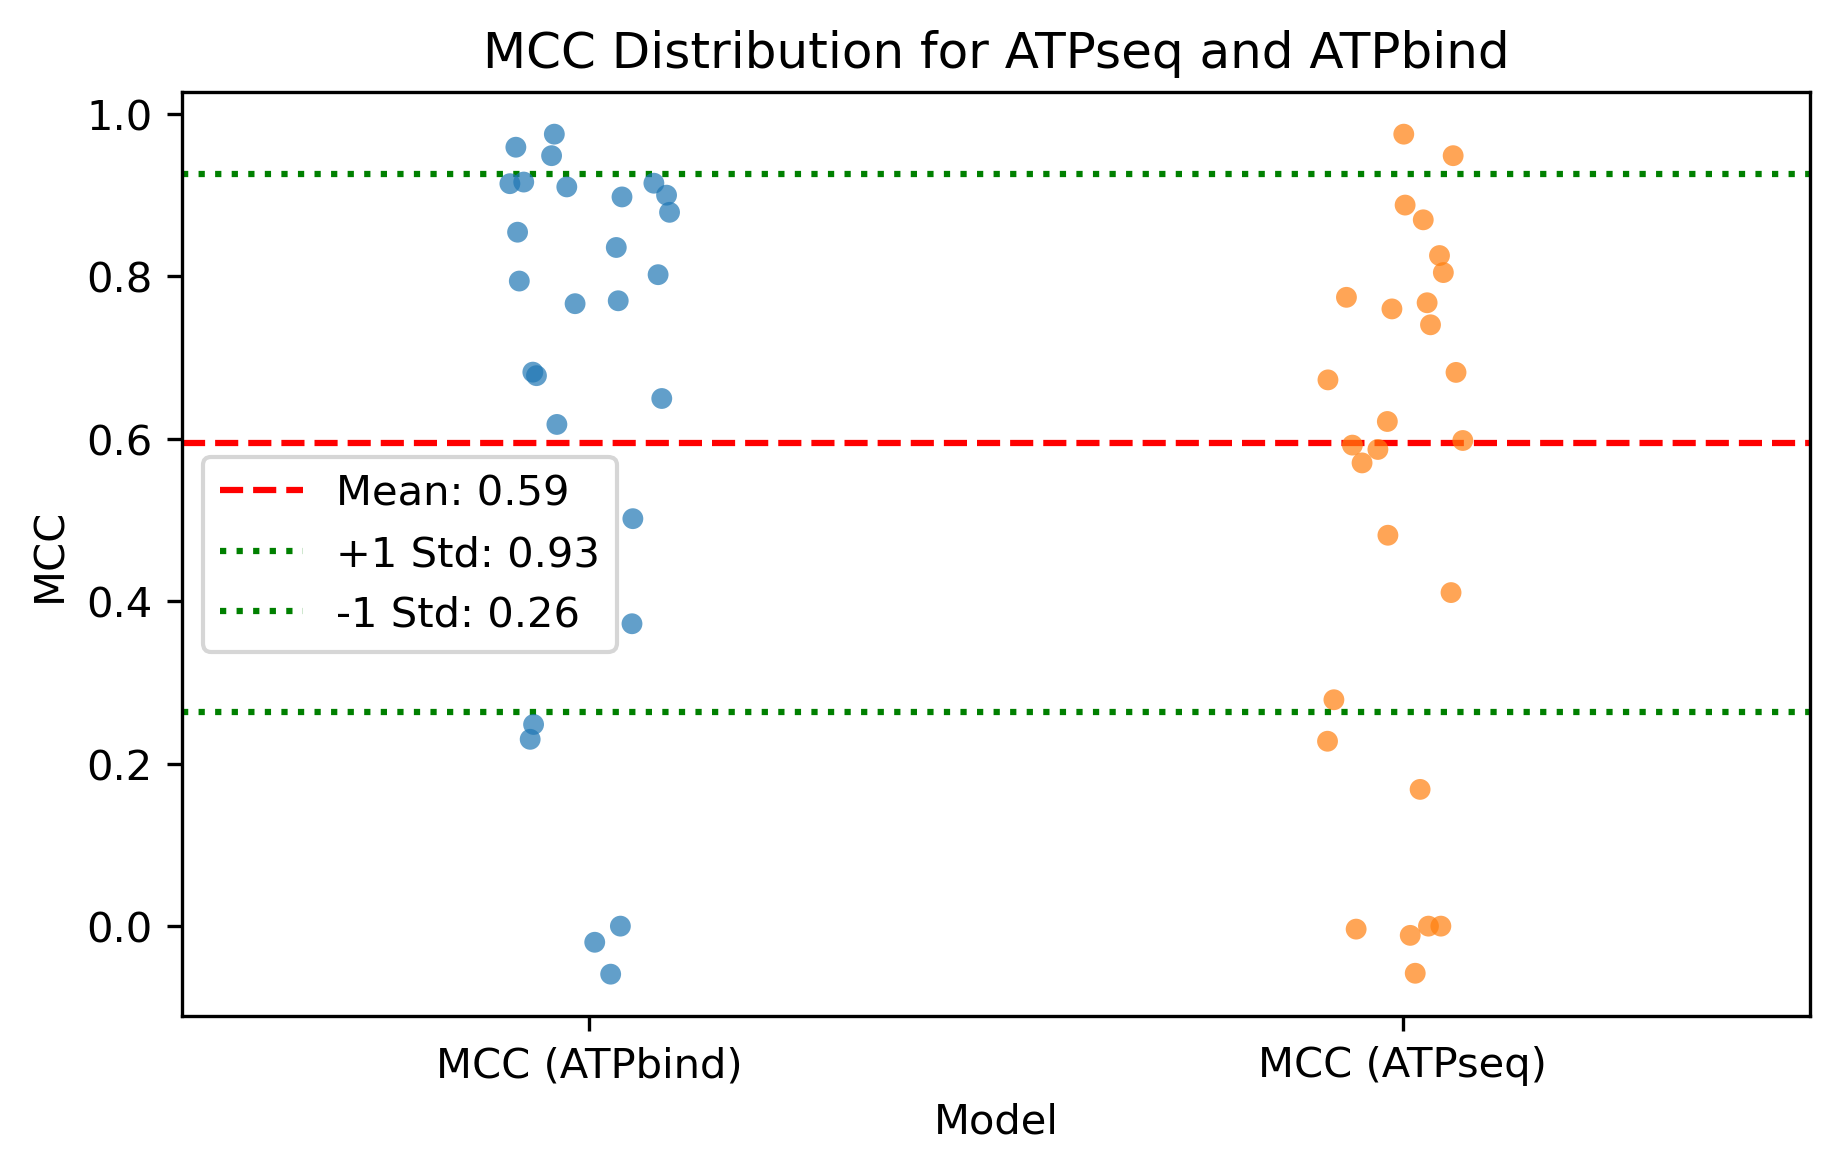 MCC Distribution for ATPseq and ATPbind
1.0
0.8
0.6
0.4
0.2
0.0
MCC
Mean: 0.59
+1 Std: 0.93
-1 Std: 0.26
MCC (ATPbind)
MCC (ATPseq)
Model